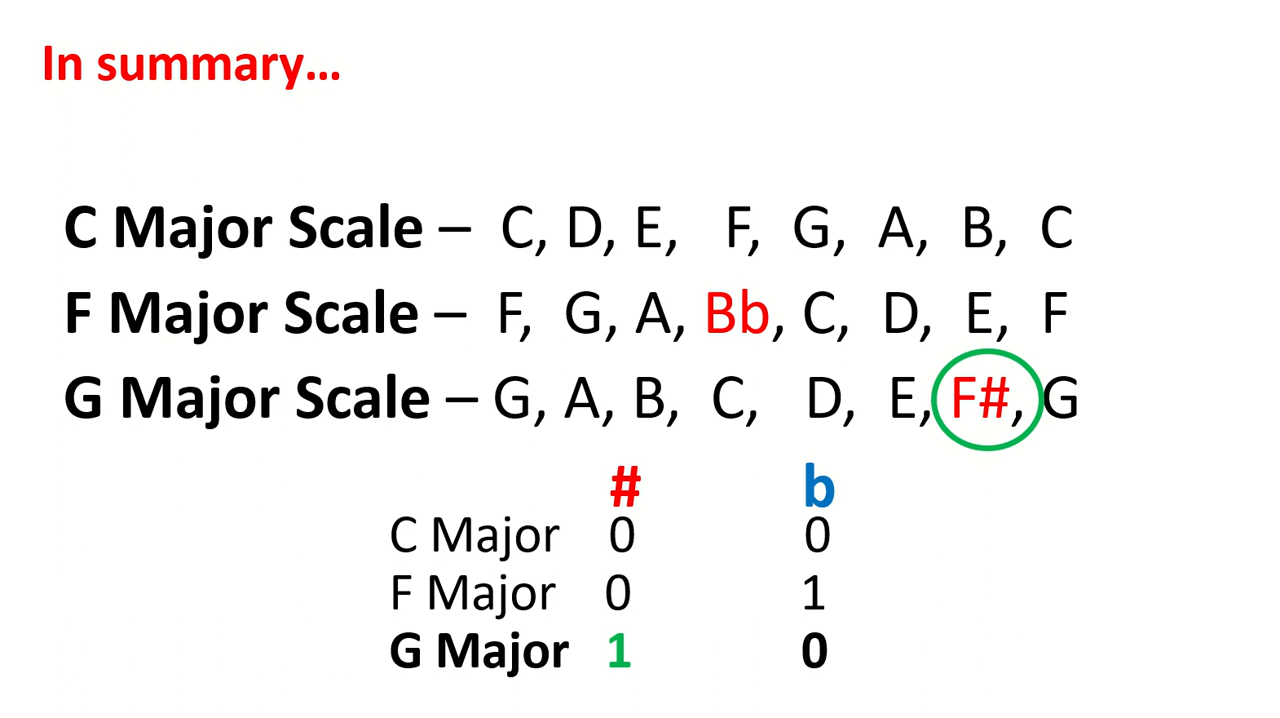 In summary...
C Major Scale – C, D, E, F, G, A, B, C
F Major Scale – F, G, A, Bb, C, D, E, F
G Major Scale – G, A, B, C, D, E, F#, G
# b
C Major 0 0
F Major 0 1
G Major 1 0